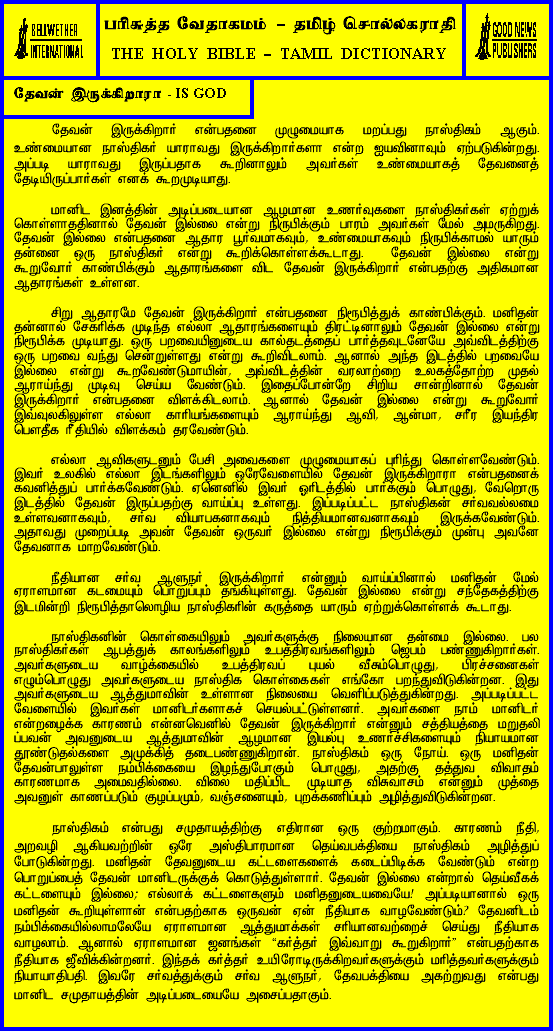 BELLWETHER
INTERNATIONAL
பரிசுத்த வேதாகமம் – தமிழ் சொல்லகராதி
THE HOLY BIBLE – TAMIL DICTIONARY
GOOD NEWS
PUBLISHERS
தேவன் இருக்கிறாரா - IS GOD
தேவன் இருக்கிறார் என்பதனை முழுமையாக மறப்பது நாஸ்திகம் ஆகும்.
உண்மையான நாஸ்திகர் யாராவது இருக்கிறார்களா என்ற ஐயவினாவும் ஏற்படுகின்றது.
அப்படி யாராவது இருப்பதாக கூறினாலும் அவர்கள் உண்மையாகத் தேவனைத்
தேடியிருப்பார்கள் எனக் கூறமுடியாது.
மானிட இனத்தின் அடிப்படையான ஆழமான உணர்வுகளை நாஸ்திகர்கள் ஏற்றுக்
கொள்ளாததினால் தேவன் இல்லை என்று நிருபிக்கும் பாரம் அவர்கள் மேல் அமருகிறது.
தேவன் இல்லை என்பதனை ஆதார பூர்வமாகவும், உண்மையாகவும் நிருபிக்காமல் யாரும்
தன்னை ஒரு நாஸ்திகர் என்று கூறிக்கொள்ளக்கூடாது. தேவன் இல்லை என்று
கூறுவோர் காண்பிக்கும் ஆதாரங்களை விட தேவன் இருக்கிறார் என்பதற்கு அதிகமான
ஆதாரங்கள் உள்ளன.
சிறு ஆதாரமே தேவன் இருக்கிறார் என்பதனை நிரூபித்துக் காண்பிக்கும். மனிதன்
தன்னால் சேகரிக்க முடிந்த எல்லா ஆதாரங்களையும் திரட்டினாலும் தேவன் இல்லை என்று
நிரூபிக்க முடியாது. ஒரு பறவையினுடைய கால்தடத்தைப் பார்த்தவுடனேயே அவ்விடத்திற்கு
ஒரு பறவை வந்து சென்றுள்ளது என்று கூறிவிடலாம். ஆனால் அந்த இடத்தில் பறவையே
இல்லை என்று கூறவேண்டுமாயின், அவ்விடத்தின் வரலாற்றை உலகத்தோற்ற முதல்
ஆராய்ந்து முடிவு செய்ய வேண்டும். இதைப்போன்றே சிறிய சான்றினால் தேவன்
இருக்கிறார் என்பதனை விளக்கிடலாம். ஆனால் தேவன் இல்லை என்று கூறுவோர்
இவ்வுலகிலுள்ள எல்லா காரியங்களையும் ஆராய்ந்து ஆவி, ஆன்மா, சரீர இயந்திர
பௌதீக ரீதியில் விளக்கம் தரவேண்டும்.
எல்லா ஆவிகளுடனும் பேசி அவைகளை முழுமையாகப் புரிந்து கொள்ளவேண்டும்.
இவர் உலகில் எல்லா இடங்களிலும் ஒரேவேளையில் தேவன் இருக்கிறாரா என்பதனைக்
கவனித்துப் பார்க்கவேண்டும். ஏனெனில் இவர் ஓரிடத்தில் பார்க்கும் பொழுது, வேறொரு
இடத்தில் தேவன் இருப்பதற்கு வாய்ப்பு உள்ளது. இப்படிப்பட்ட நாஸ்திகன் சர்வவல்லமை
உள்ளவனாகவும், சர்வ வியாபகனாகவும் நித்தியமானவனாகவும் இருக்கவேண்டும்.
அதாவது முறைப்படி அவன் தேவன் ஒருவர் இல்லை என்று நிரூபிக்கும் முன்பு அவனே
தேவனாக மாறவேண்டும்.
நீதியான சர்வ ஆளுநர் இருக்கிறார் என்னும் வாய்ப்பினால் மனிதன் மேல்
ஏராளமான கடமையும் பொறுப்பும் தங்கியுள்ளது. தேவன் இல்லை என்று சந்தேகத்திற்கு
இடமின்றி நிரூபித்தாலொழிய நாஸ்திகரின் கருத்தை யாரும் ஏற்றுக்கொள்ளக் கூடாது.
நாஸ்திகனின் கொள்கையிலும் அவர்களுக்கு நிலையான தன்மை இல்லை. பல
நாஸ்திகர்கள் ஆபத்துக் காலங்களிலும் உபத்திரவங்களிலும் ஜெபம் பண்ணுகிறார்கள்.
அவர்களுடைய வாழ்க்கையில் உபத்திரவப் புயல் வீசும்பொழுது, பிரச்சனைகள்
எழும்பொழுது அவர்களுடைய நாஸ்திக கொள்கைகள் எங்கோ பறந்துவிடுகின்றன. இது
அவர்களுடைய ஆத்துமாவின் உள்ளான நிலையை வெளிப்படுத்துகின்றது. அப்படிப்பட்ட
வேளையில் இவர்கள் மானிடர்களாகச் செயல்பட்டுள்ளனர். அவர்களை நாம் மானிடர்
என்றழைக்க காரணம் என்னவெனில் தேவன் இருக்கிறார் என்னும் சத்தியத்தை மறுதலி
ப்பவன் அவனுடைய ஆத்துமாவின் ஆழமான இயல்பு உணர்ச்சிகளையும் நியாயமான
தூண்டுதல்களை அமுக்கித் தடைபண்ணுகிறான். நாஸ்திகம் ஒரு நோய். ஒரு மனிதன்
தேவன்பாலுள்ள நம்பிக்கையை இழந்துபோகும் பொழுது, அதற்கு தத்துவ விவாதம்
காரணமாக அமைவதில்லை. விலை மதிப்பிட முடியாத விசுவாசம் என்னும் முத்தை
அவனுள் காணப்படும் குழப்பமும், வஞ்சனையும், புறக்கணிப்பும் அழித்துவிடுகின்றன.
நாஸ்திகம் என்பது சமுதாயத்திற்கு எதிரான ஒரு குற்றமாகும். காரணம் நீதி,
அறவழி ஆகியவற்றின் ஒரே அஸ்திபாரமான தெய்வபக்தியை நாஸ்திகம் அழித்துப்
போடுகின்றது. மனிதன் தேவனுடைய கட்டளைகளைக் கடைப்பிடிக்க வேண்டும் என்ற
பொறுப்பைத் தேவன் மானிடருக்குக் கொடுத்துள்ளார். தேவன் இல்லை என்றால் தெய்வீகக்
கட்டளையும் இல்லை; எல்லாக் கட்டளைகளும் மனிதனுடையவையே! அப்படியானால் ஒரு
மனிதன் கூறியுள்ளான் என்பதற்காக ஒருவன் ஏன் நீதியாக வாழவேண்டும்? தேவனிடம்
நம்பிக்கையில்லாமலேயே ஏராளமான ஆத்துமாக்கள் சரியானவற்றைச் செய்து நீதியாக
வாழலாம். ஆனால் ஏராளமான ஜனங்கள் “கர்த்தர் இவ்வாறு கூறுகிறார்” என்பதற்காக
நீதியாக ஜீவிக்கின்றனர். இந்தக் கர்த்தர் உயிரோடிருக்கிறவர்களுக்கும் மரித்தவர்களுக்கும்
நியாயாதிபதி. இவரே சர்வத்துக்கும் சர்வ ஆளுநர், தேவபக்தியை அகற்றுவது என்பது
மானிட சமுதாயத்தின் அடிப்படையையே அசைப்பதாகும்.